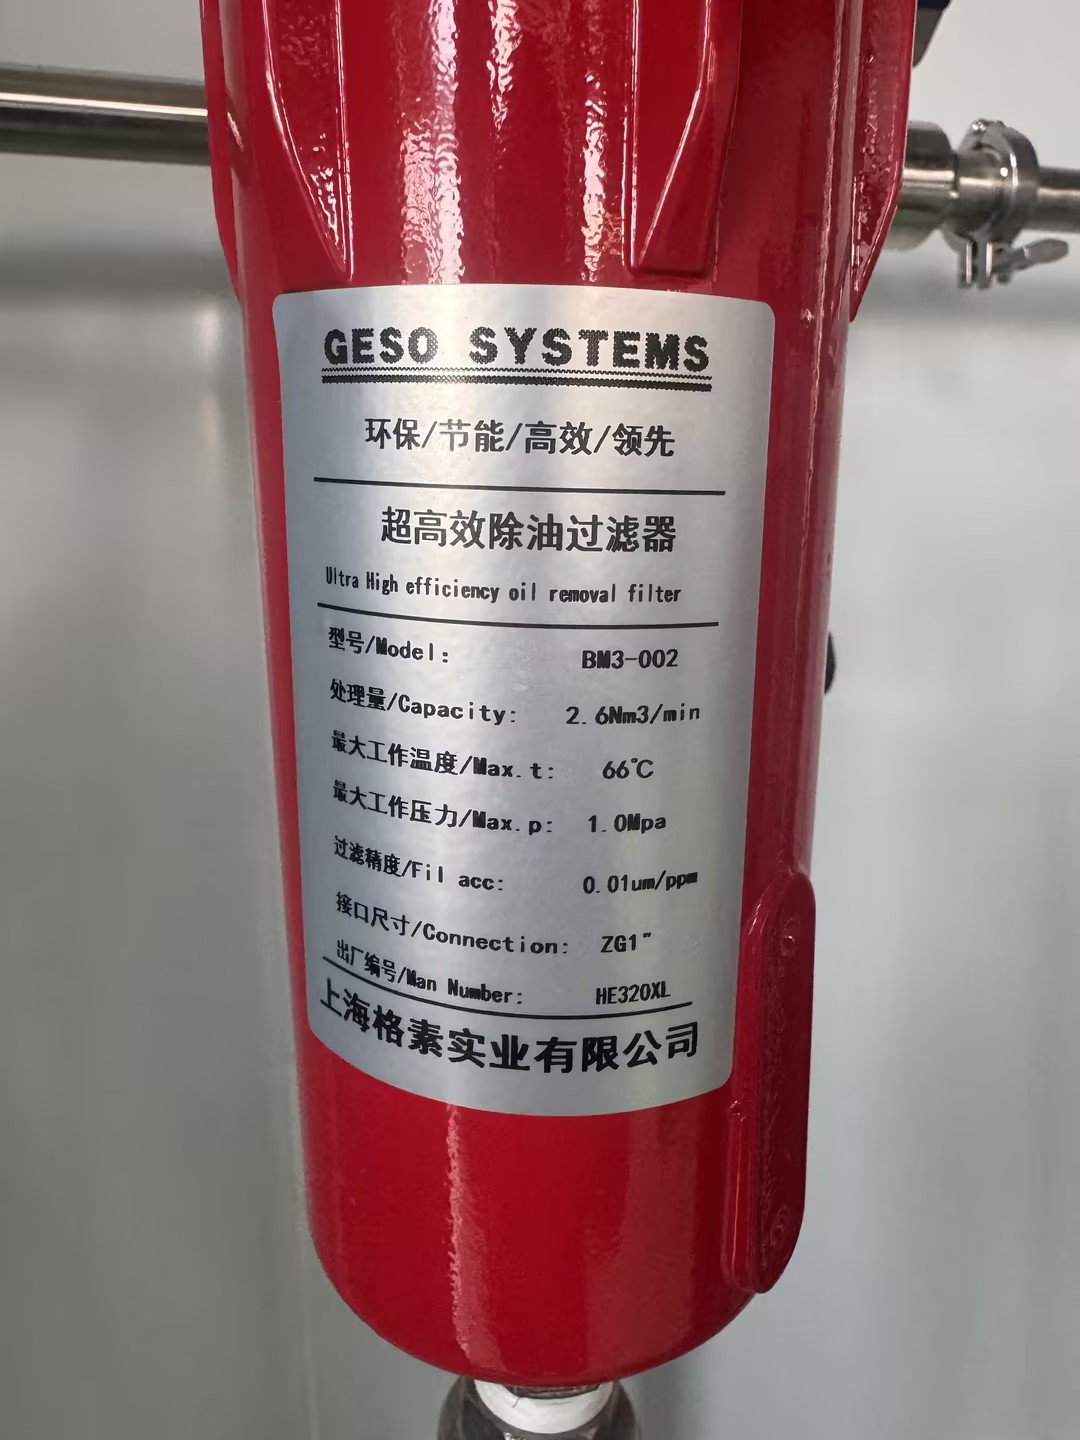 GESO SYSTEMS
环保/节能/高效/领先
超高效除油过滤器
Ultra High efficiency oil removal filter
型号/Model: BM3-002
处理量/Capacity: 2.6Nm3/min
最大工作温度/Max.t: 66℃
最大工作压力/Max.p: 1.0Mpa
过滤精度/Fil acc: 0.01um/ppm
接口尺寸/Connection: ZG1"
出厂编号/Man Number: HE320XL
上海格素实业有限公司